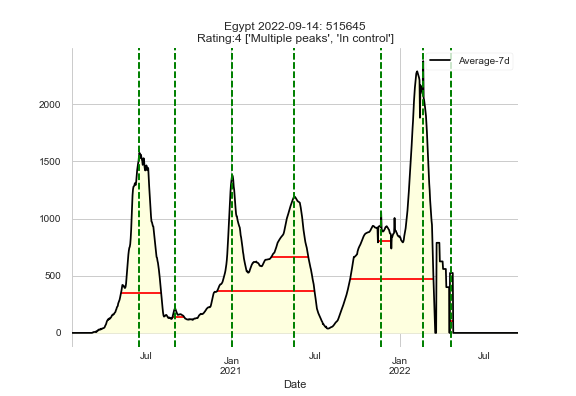 Egypt 2022-09-14: 515645
Rating:4 ['Multiple peaks', 'In control']
Average-7d
2000
1500
1000
500
0
Jul
Jan
2021
Jul
Jan
2022
Jul
Date